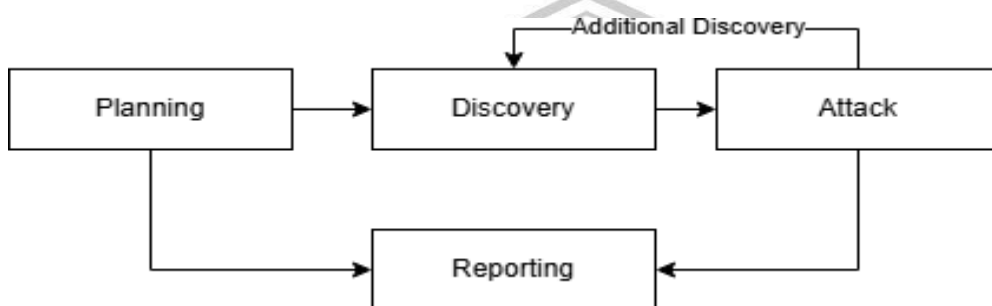 Additional Discovery
Planning
Discovery
Attack
Reporting